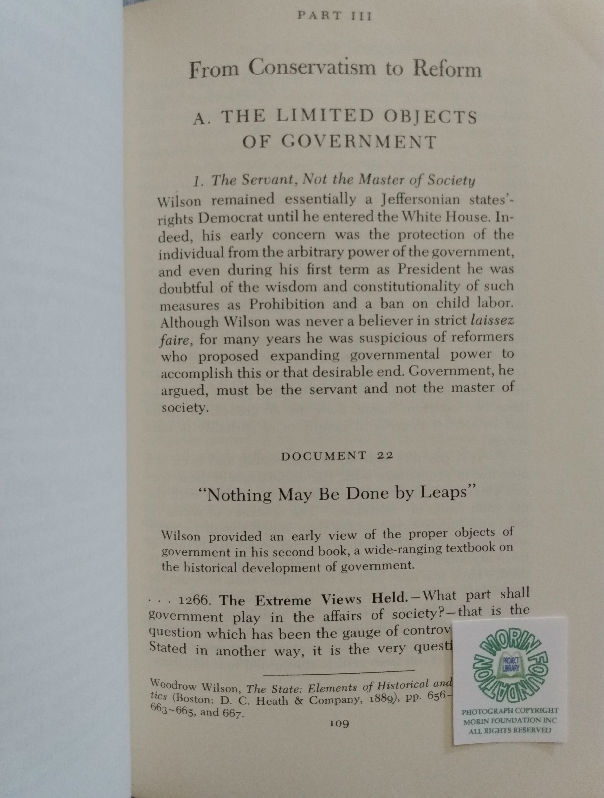 PART III
From Conservatism to Reform
A. THE LIMITED OBJECTS
OF GOVERNMENT
1. The Servant, Not the Master of Society
Wilson remained essentially a Jeffersonian states'-
rights Democrat until he entered the White House. In-
deed, his early concern was the protection of the
individual from the arbitrary power of the government,
and even during his first term as President he was
doubtful of the wisdom and constitutionality of such
measures as Prohibition and a ban on child labor.
Although Wilson was never a believer in strict laissez
faire, for many years he was suspicious of reformers
who proposed expanding governmental power to
accomplish this or that desirable end. Government, he
argued, must be the servant and not the master of
society.
DOCUMENT 22
"Nothing May Be Done by Leaps"
Wilson provided an early view of the proper objects of
government in his second book, a wide-ranging textbook on
the historical development of government.
. . . 1266. The Extreme Views Held.—What part shall
government play in the affairs of society?—that is the
question which has been the gauge of controv
Stated in another way, it is the very questi
Woodrow Wilson, The State: Elements of Historical and
tics (Boston: D. C. Heath & Company, 1889), pp. 656–
663–665, and 667.
109
MORIN FOUNDATION
PROJECT
LIBRARY
PHOTOGRAPH COPYRIGHT
MORIN FOUNDATION INC
ALL RIGHTS RESERVED